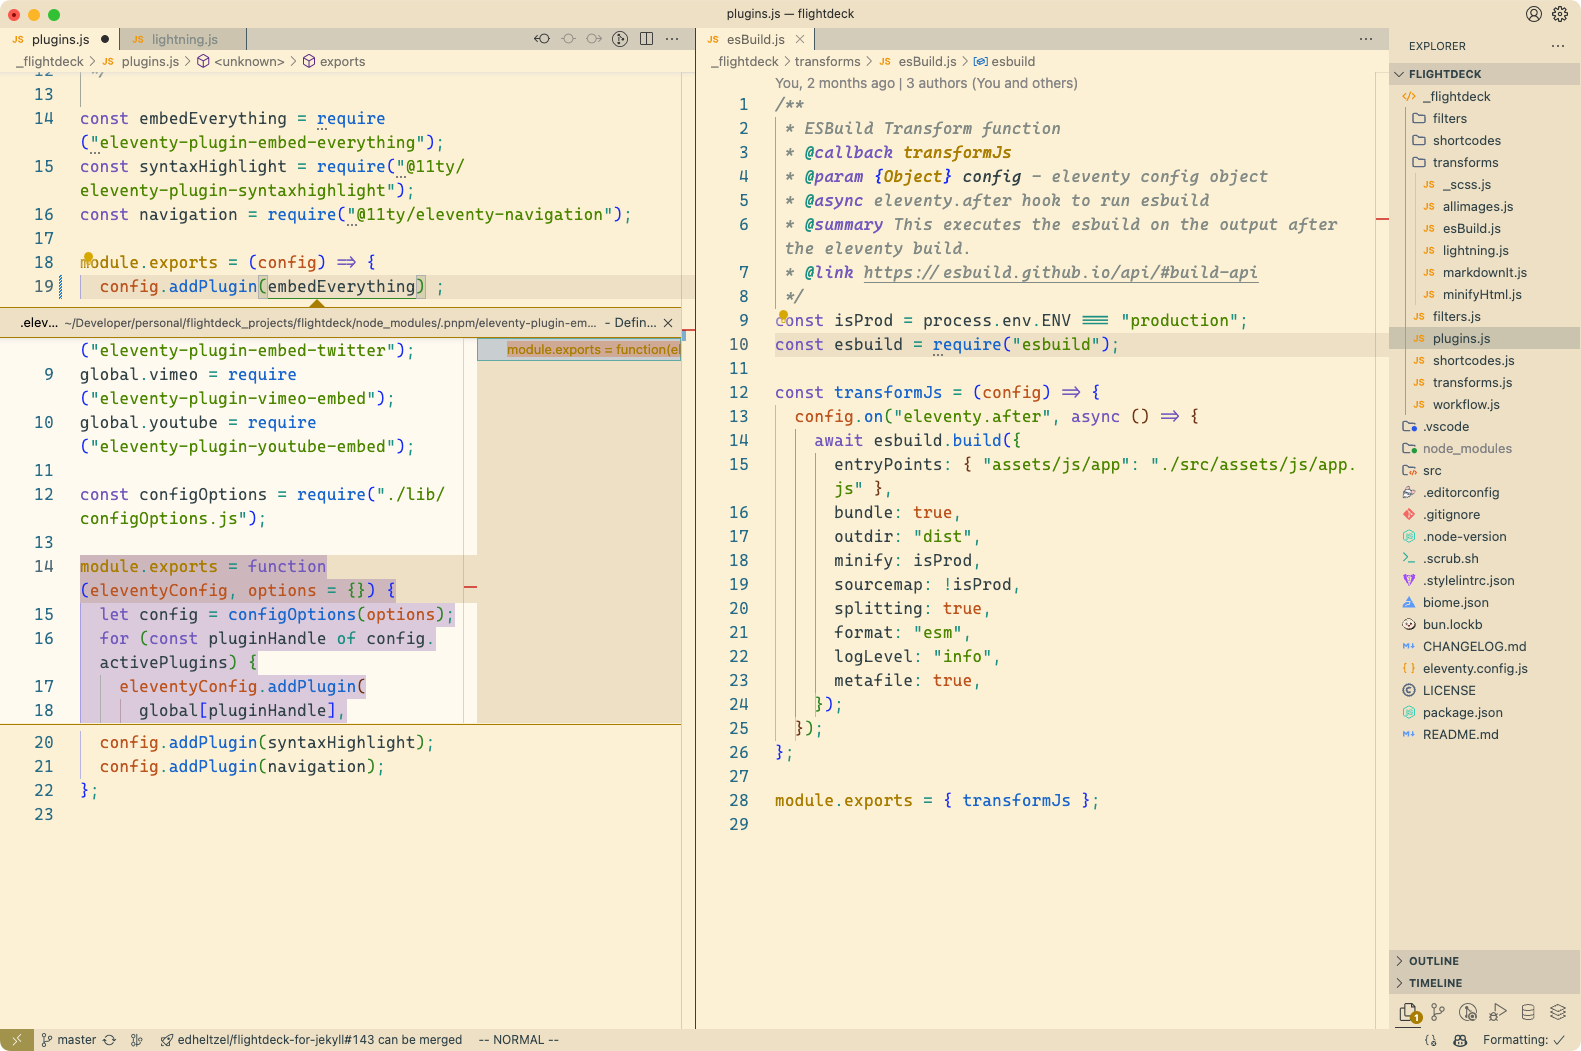 plugins.js — flightdeck
JS plugins.js
JS lightning.js
_flightdeck > JS plugins.js > <unknown> > exports
12 */
13
14 const embedEverything = require
("eleventy-plugin-embed-everything");
15 const syntaxHighlight = require("@11ty/
eleventy-plugin-syntaxhighlight");
16 const navigation = require("@11ty/eleventy-navigation");
17
18 module.exports = (config) => {
19 config.addPlugin(embedEverything) ;
.elev... ~/Developer/personal/flightdeck_projects/flightdeck/node_modules/.pnpm/eleventy-plugin-em... - Defin...
("eleventy-plugin-embed-twitter");
9 global.vimeo = require
("eleventy-plugin-vimeo-embed");
10 global.youtube = require
("eleventy-plugin-youtube-embed");
11
12 const configOptions = require("./lib/
configOptions.js");
13
14 module.exports = function
(eleventyConfig, options = {}) {
15 let config = configOptions(options);
16 for (const pluginHandle of config.
activePlugins) {
17 eleventyConfig.addPlugin(
18 global[pluginHandle],
module.exports = function(el
20 config.addPlugin(syntaxHighlight);
21 config.addPlugin(navigation);
22 };
23
JS esBuild.js
_flightdeck > transforms > JS esBuild.js > esbuild
You, 2 months ago | 3 authors (You and others)
1 /**
2 * ESBuild Transform function
3 * @callback transformJs
4 * @param {Object} config - eleventy config object
5 * @async eleventy.after hook to run esbuild
6 * @summary This executes the esbuild on the output after
the eleventy build.
7 * @link https://esbuild.github.io/api/#build-api
8 */
9 const isProd = process.env.ENV === "production";
10 const esbuild = require("esbuild");
11
12 const transformJs = (config) => {
13 config.on("eleventy.after", async () => {
14 await esbuild.build({
15 entryPoints: { "assets/js/app": "./src/assets/js/app.
js" },
16 bundle: true,
17 outdir: "dist",
18 minify: isProd,
19 sourcemap: !isProd,
20 splitting: true,
21 format: "esm",
22 logLevel: "info",
23 metafile: true,
24 });
25 });
26 };
27
28 module.exports = { transformJs };
29
EXPLORER
FLIGHTDECK
_flightdeck
filters
shortcodes
transforms
JS _scss.js
JS allimages.js
JS esBuild.js
JS lightning.js
JS markdownIt.js
JS minifyHtml.js
JS filters.js
JS plugins.js
JS shortcodes.js
JS transforms.js
JS workflow.js
.vscode
node_modules
src
.editorconfig
.gitignore
.node-version
.scrub.sh
.stylelintrc.json
biome.json
bun.lockb
CHANGELOG.md
eleventy.config.js
LICENSE
package.json
README.md
OUTLINE
TIMELINE
1
master
edheltzel/flightdeck-for-jekyll#143 can be merged
-- NORMAL --
Formatting: ✓